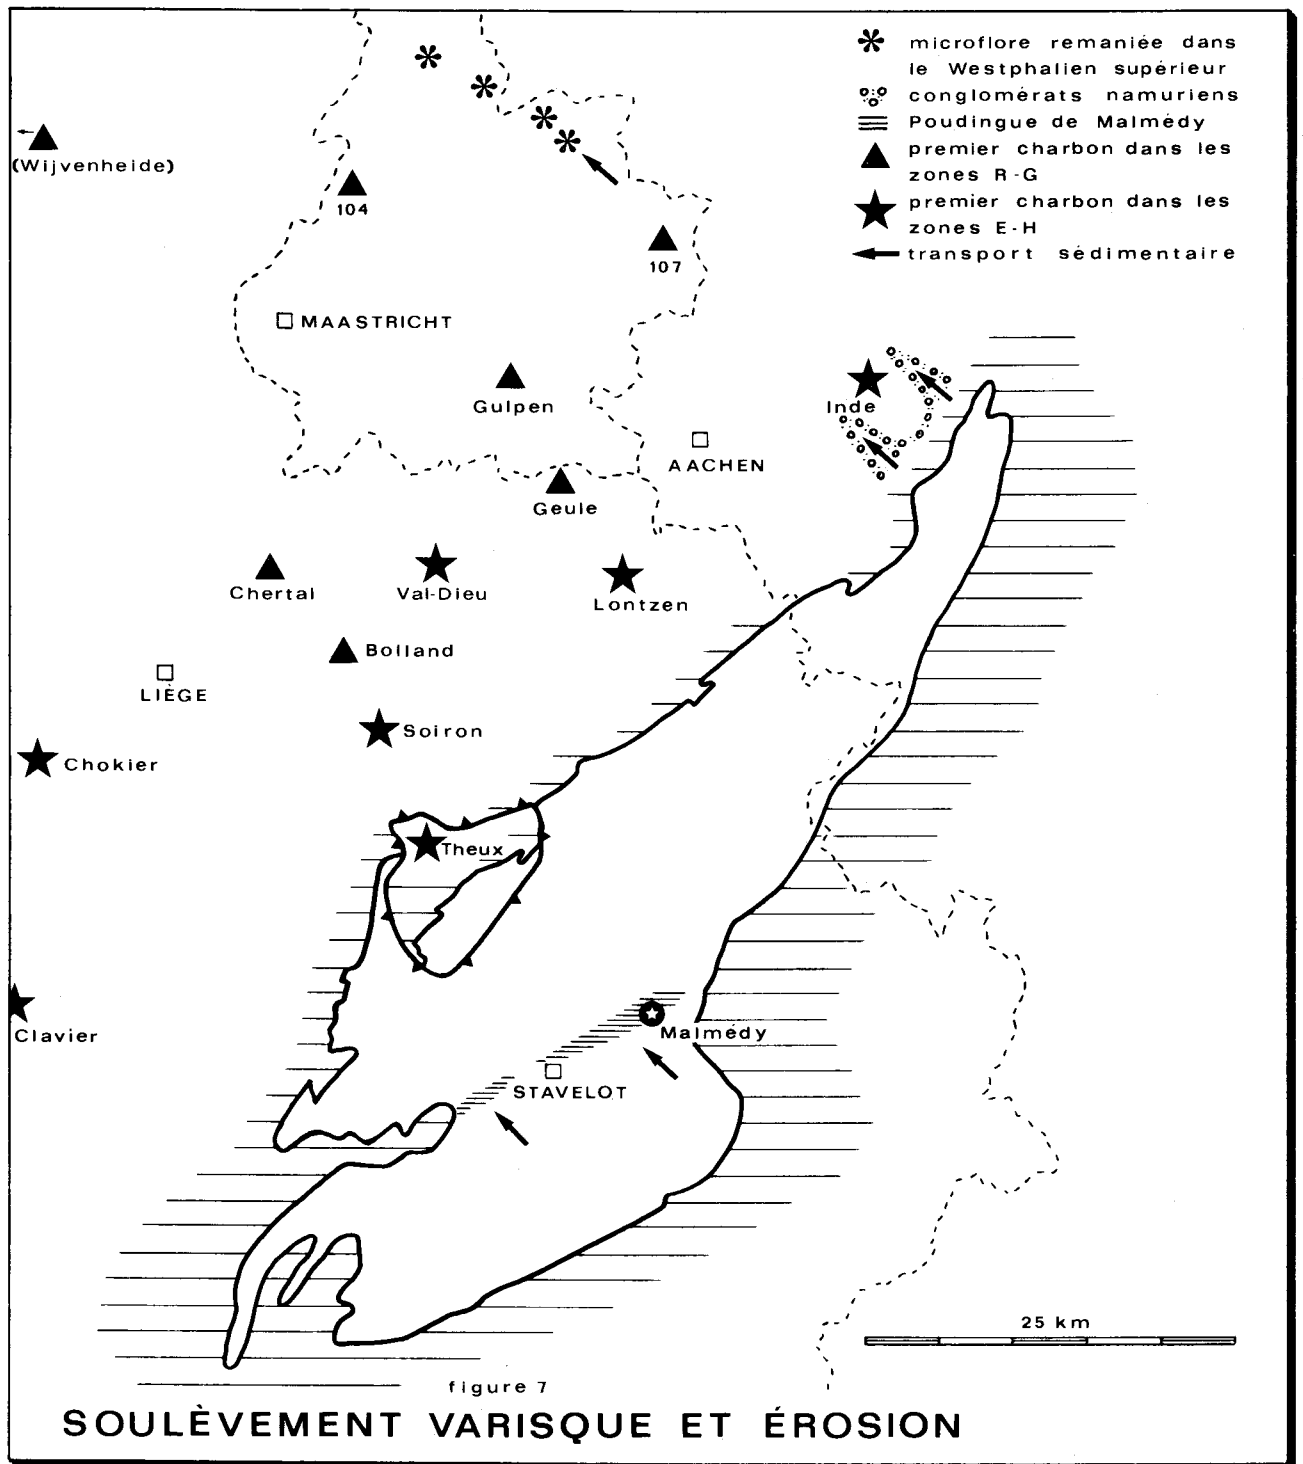 microflore remaniée dans
le Westphalien supérieur
conglomérats namuriens
Poudingue de Malmédy
premier charbon dans les
zones R-G
premier charbon dans les
zones E-H
transport sédimentaire
(Wijvenheide)
104
107
MAASTRICHT
Gulpen
Inde
AACHEN
Geule
Chertal
Val-Dieu
Lontzen
Bolland
LIÈGE
Soiron
Chokier
Theux
Clavier
Malmédy
STAVELOT
25 km
figure 7
SOULÈVEMENT VARISQUE ET ÉROSION